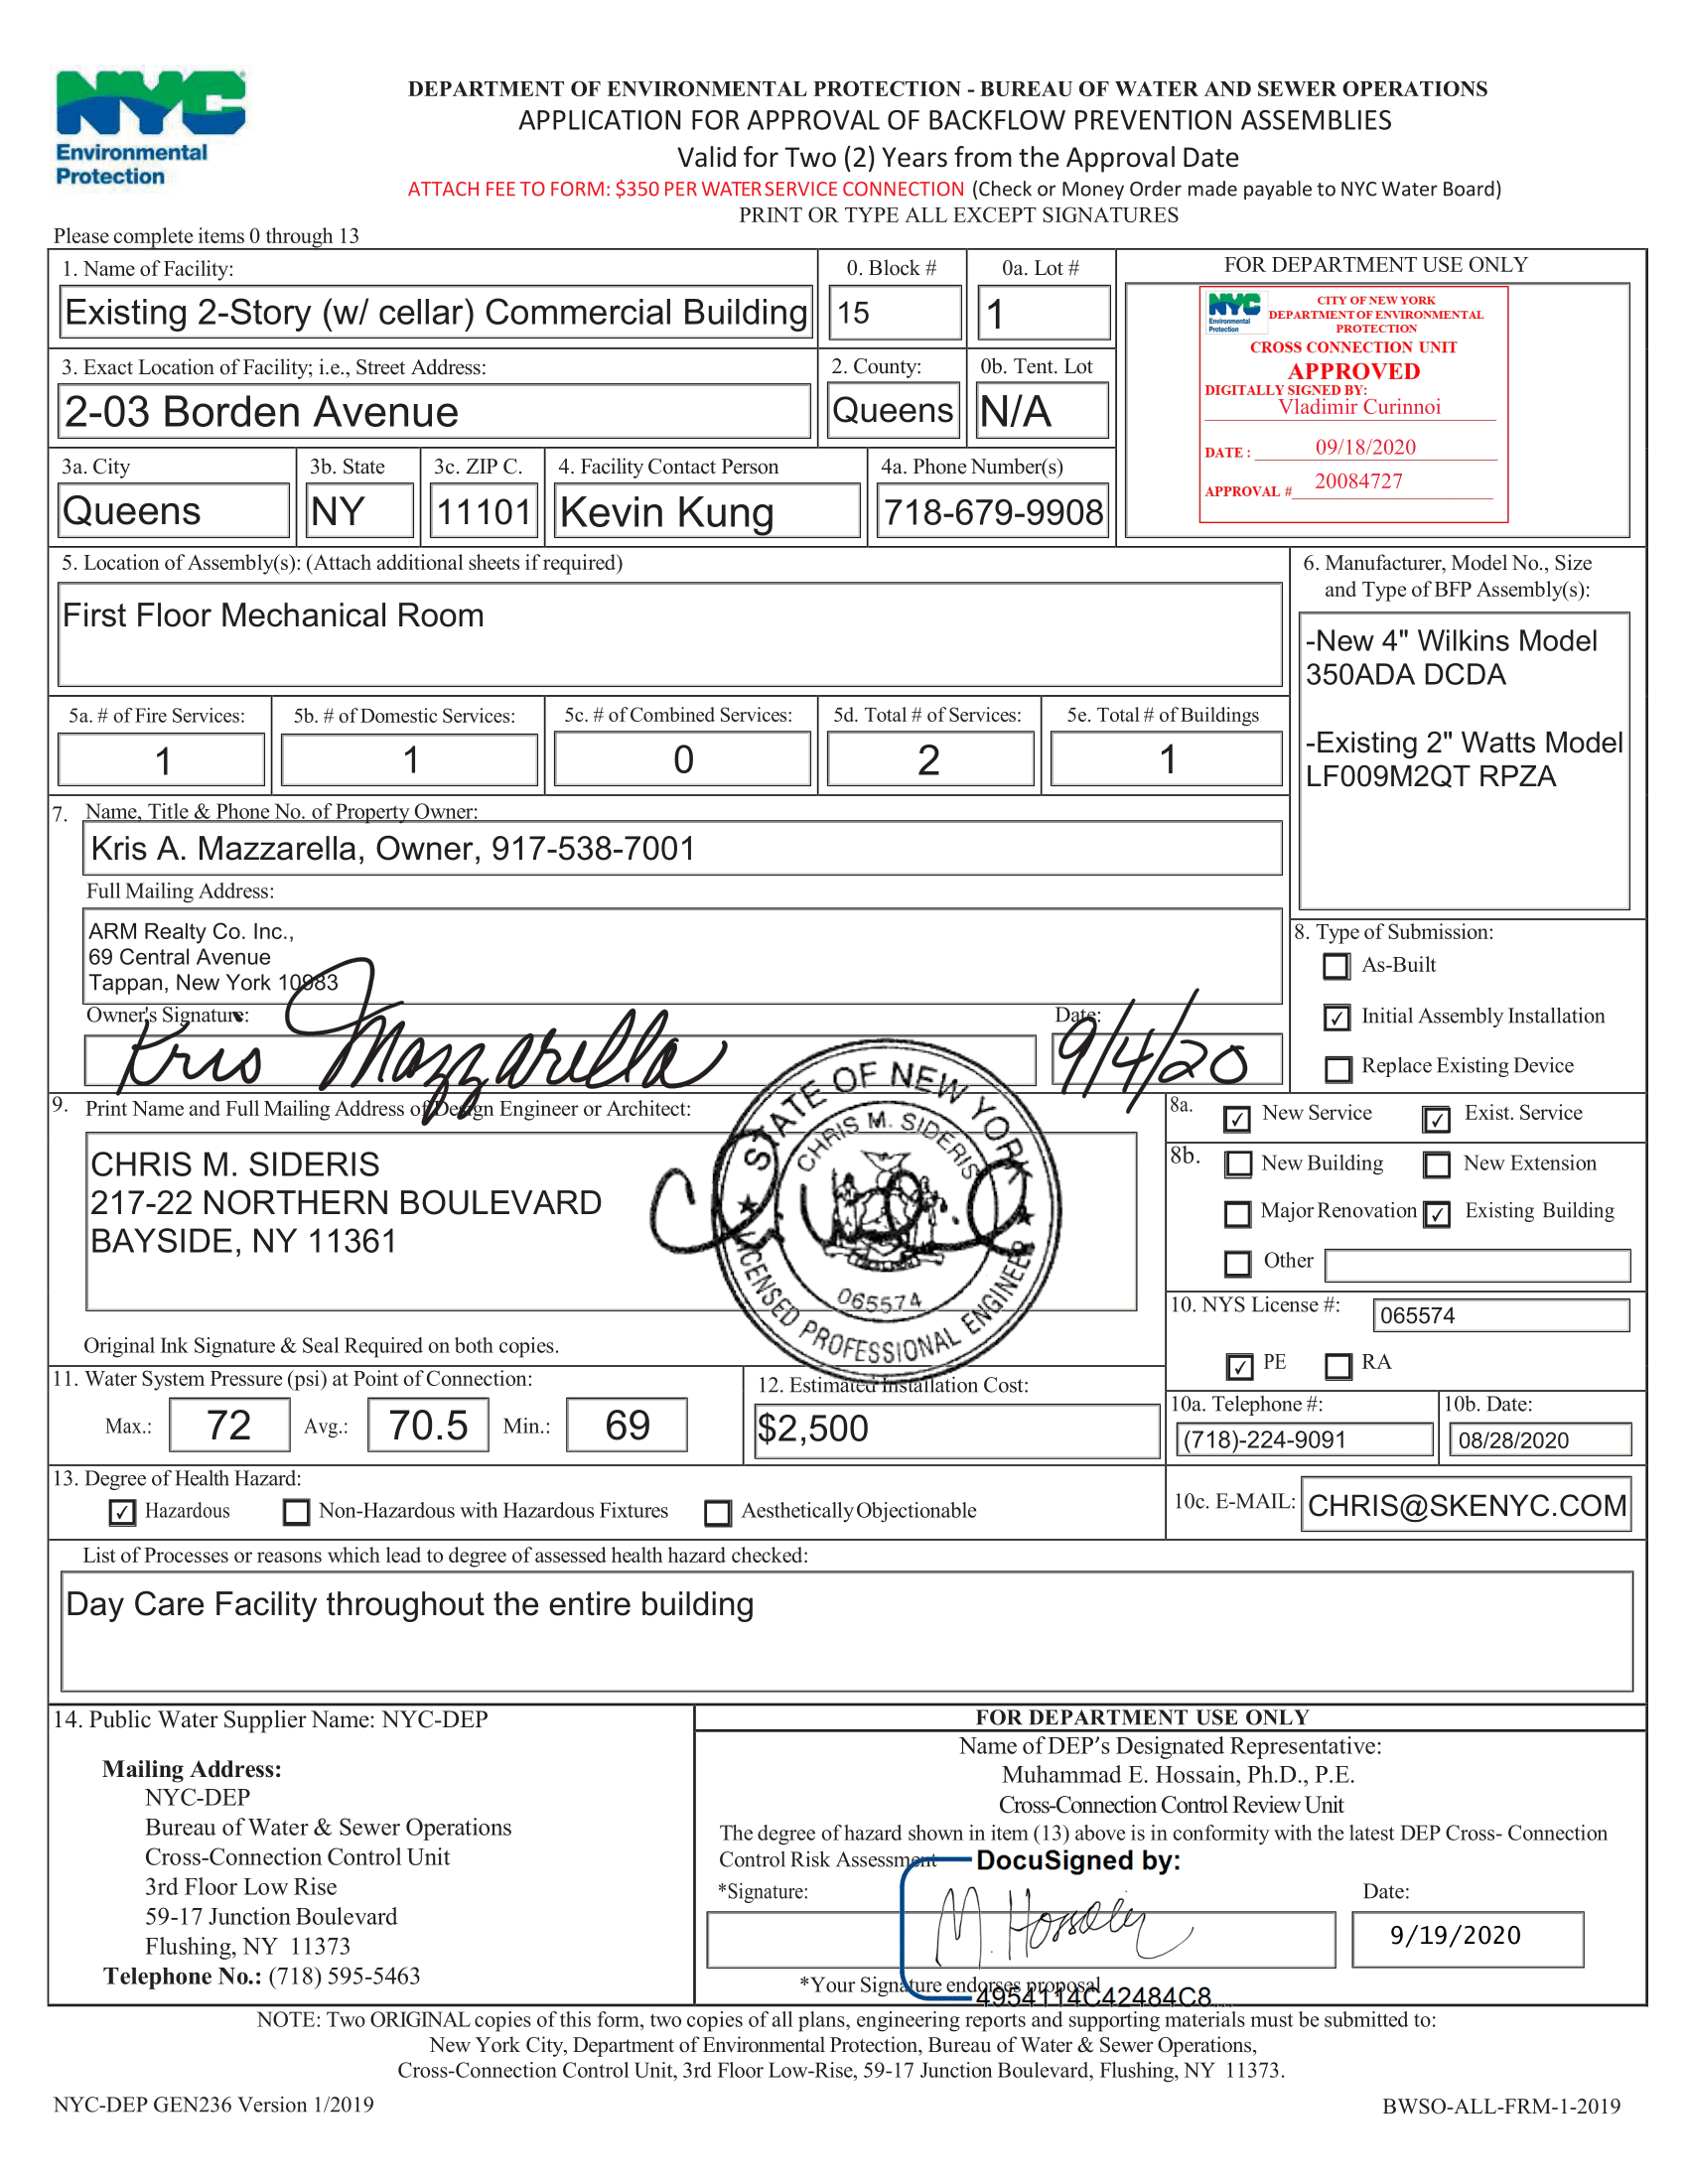 NYC
Environmental
Protection
DEPARTMENT OF ENVIRONMENTAL PROTECTION - BUREAU OF WATER AND SEWER OPERATIONS
APPLICATION FOR APPROVAL OF BACKFLOW PREVENTION ASSEMBLIES
Valid for Two (2) Years from the Approval Date
ATTACH FEE TO FORM: $350 PER WATER SERVICE CONNECTION (Check or Money Order made payable to NYC Water Board)
PRINT OR TYPE ALL EXCEPT SIGNATURES
Please complete items 0 through 13
1. Name of Facility:
Existing 2-Story (w/ cellar) Commercial Building
0. Block #
15
0a. Lot #
1
FOR DEPARTMENT USE ONLY
NYC
Environmental
Protection
CITY OF NEW YORK
DEPARTMENT OF ENVIRONMENTAL
PROTECTION
CROSS CONNECTION UNIT
APPROVED
DIGITALLY SIGNED BY:
Vladimir Curinnoi
DATE : 09/18/2020
APPROVAL # 20084727
3. Exact Location of Facility; i.e., Street Address:
2-03 Borden Avenue
2. County:
Queens
0b. Tent. Lot
N/A
3a. City
Queens
3b. State
NY
3c. ZIP C.
11101
4. Facility Contact Person
Kevin Kung
4a. Phone Number(s)
718-679-9908
5. Location of Assembly(s): (Attach additional sheets if required)
First Floor Mechanical Room
6. Manufacturer, Model No., Size
and Type of BFP Assembly(s):
-New 4" Wilkins Model
350ADA DCDA
-Existing 2" Watts Model
LF009M2QT RPZA
5a. # of Fire Services:
1
5b. # of Domestic Services:
1
5c. # of Combined Services:
0
5d. Total # of Services:
2
5e. Total # of Buildings
1
7. Name, Title & Phone No. of Property Owner:
Kris A. Mazzarella, Owner, 917-538-7001
Full Mailing Address:
ARM Realty Co. Inc.,
69 Central Avenue
Tappan, New York 10983
Owner's Signature:
Kris Mazzarella
Date:
9/4/20
8. Type of Submission:
As-Built
✓ Initial Assembly Installation
Replace Existing Device
8a. ✓ New Service ✓ Exist. Service
8b. New Building New Extension
Major Renovation ✓ Existing Building
Other
9. Print Name and Full Mailing Address of Design Engineer or Architect:
CHRIS M. SIDERIS
217-22 NORTHERN BOULEVARD
BAYSIDE, NY 11361
STATE OF NEW YORK
CHRIS M. SIDERIS
065574
LICENSED PROFESSIONAL ENGINEER
Original Ink Signature & Seal Required on both copies.
10. NYS License #: 065574
✓ PE RA
10a. Telephone #:
(718)-224-9091
10b. Date:
08/28/2020
10c. E-MAIL: CHRIS@SKENYC.COM
11. Water System Pressure (psi) at Point of Connection:
Max.: 72 Avg.: 70.5 Min.: 69
12. Estimated Installation Cost:
$2,500
13. Degree of Health Hazard:
✓ Hazardous Non-Hazardous with Hazardous Fixtures Aesthetically Objectionable
List of Processes or reasons which lead to degree of assessed health hazard checked:
Day Care Facility throughout the entire building
14. Public Water Supplier Name: NYC-DEP
Mailing Address:
NYC-DEP
Bureau of Water & Sewer Operations
Cross-Connection Control Unit
3rd Floor Low Rise
59-17 Junction Boulevard
Flushing, NY 11373
Telephone No.: (718) 595-5463
FOR DEPARTMENT USE ONLY
Name of DEP's Designated Representative:
Muhammad E. Hossain, Ph.D., P.E.
Cross-Connection Control Review Unit
The degree of hazard shown in item (13) above is in conformity with the latest DEP Cross- Connection
Control Risk Assessment
DocuSigned by:
*Signature:
Date:
9/19/2020
*Your Signature endorses proposal
4954114C42484C8...
NOTE: Two ORIGINAL copies of this form, two copies of all plans, engineering reports and supporting materials must be submitted to:
New York City, Department of Environmental Protection, Bureau of Water & Sewer Operations,
Cross-Connection Control Unit, 3rd Floor Low-Rise, 59-17 Junction Boulevard, Flushing, NY 11373.
NYC-DEP GEN236 Version 1/2019
BWSO-ALL-FRM-1-2019